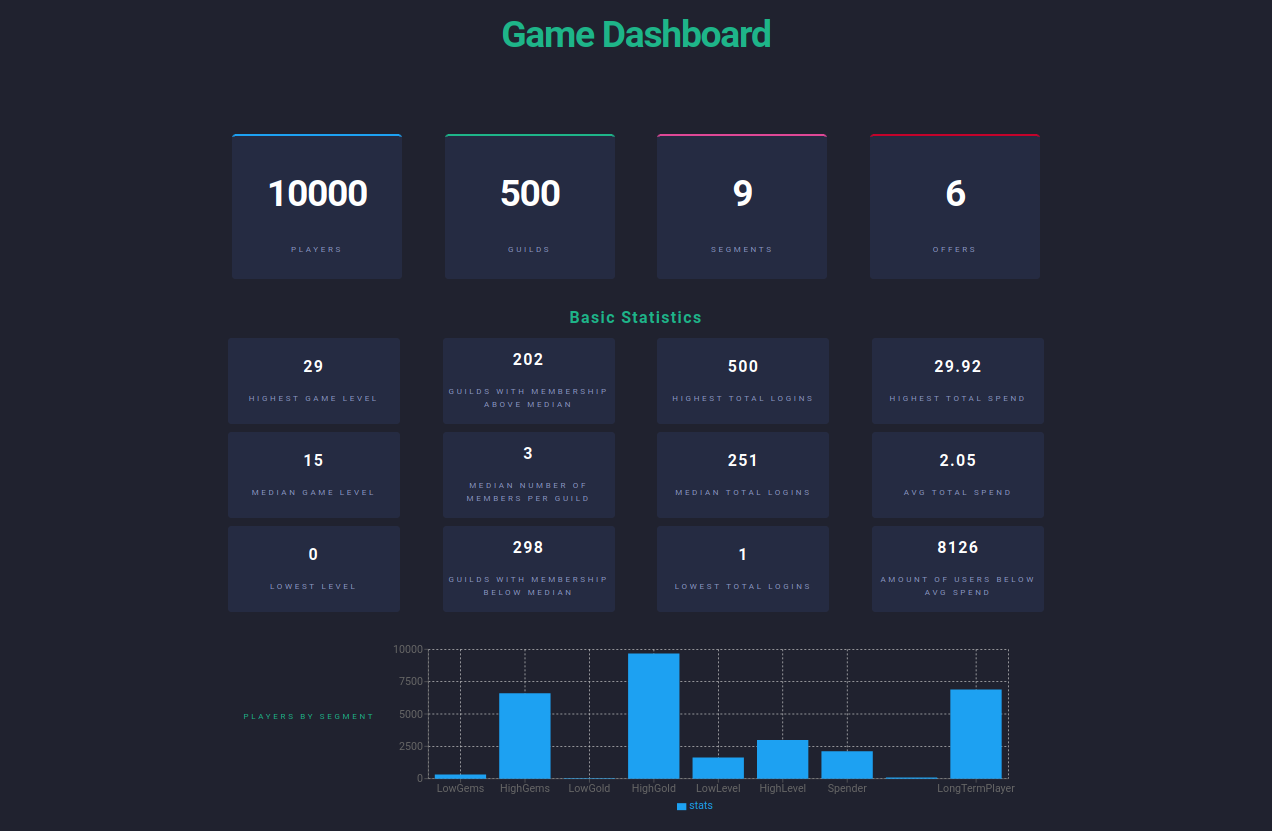 Game Dashboard
10000
500
9
6
PLAYERS
GUILDS
SEGMENTS
OFFERS
Basic Statistics
29
HIGHEST GAME LEVEL
202
GUILDS WITH MEMBERSHIP
ABOVE MEDIAN
500
HIGHEST TOTAL LOGINS
29.92
HIGHEST TOTAL SPEND
15
MEDIAN GAME LEVEL
3
MEDIAN NUMBER OF
MEMBERS PER GUILD
251
MEDIAN TOTAL LOGINS
2.05
AVG TOTAL SPEND
0
LOWEST LEVEL
298
GUILDS WITH MEMBERSHIP
BELOW MEDIAN
1
LOWEST TOTAL LOGINS
8126
AMOUNT OF USERS BELOW
AVG SPEND
PLAYERS BY SEGMENT
10000
7500
5000
2500
0
LowGems HighGems LowGold HighGold LowLevel HighLevel Spender LongTermPlayer
stats